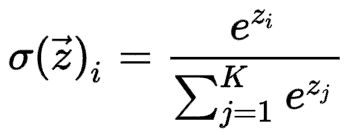 σ(z⃗)ᵢ = e^{zᵢ} / ∑_{j=1}^{K} e^{zⱼ}